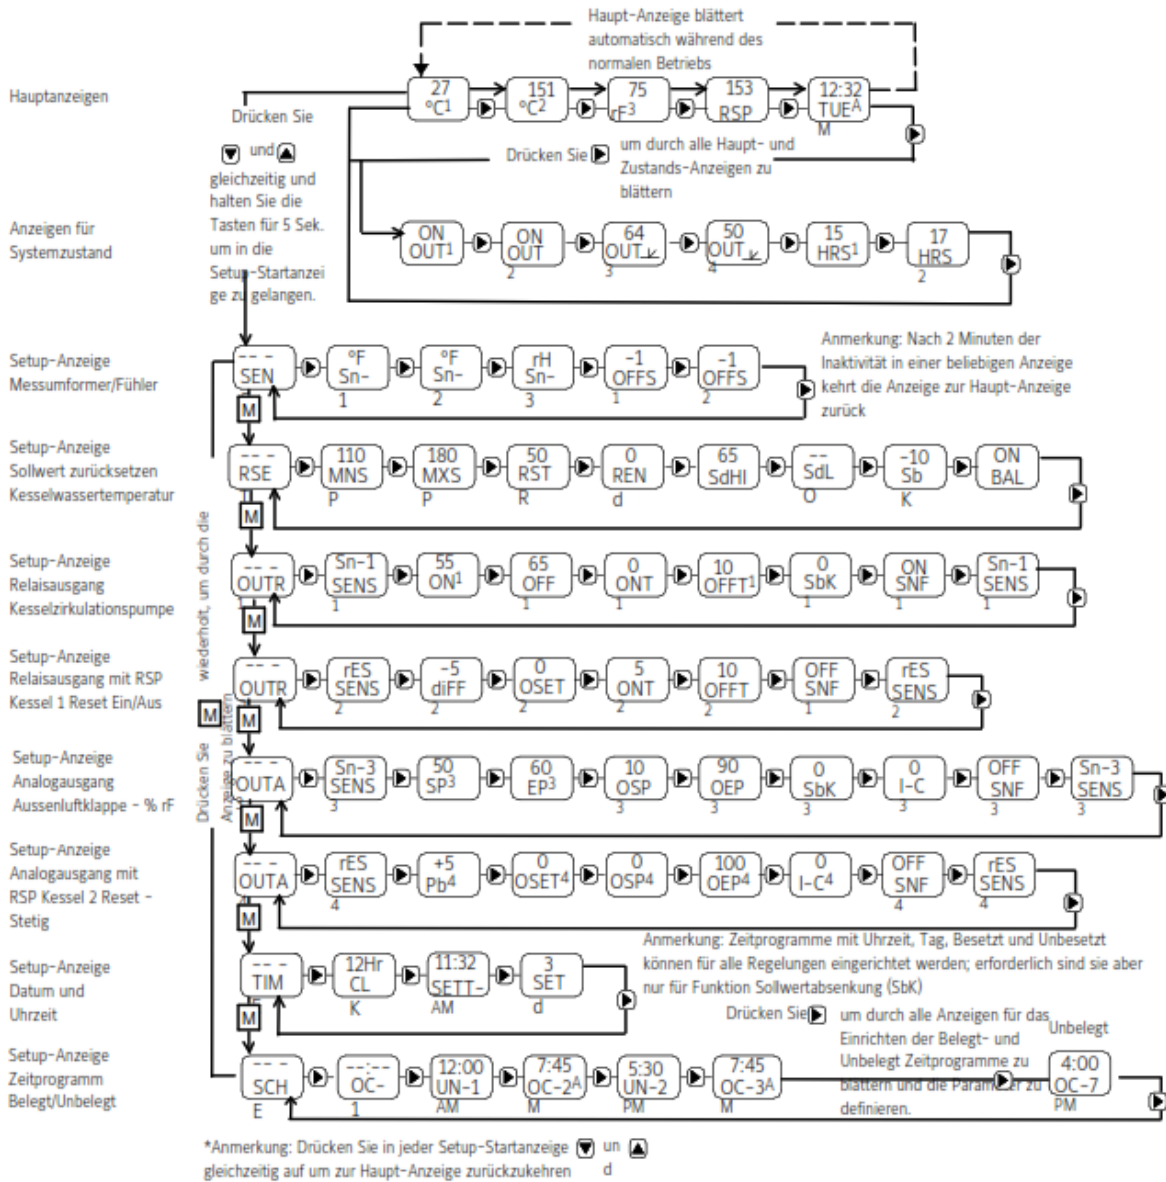 Haupt-Anzeige blättert
automatisch während des
normalen Betriebs
Hauptanzeigen
27
°C1
151
°C2
75
rF3
153
RSP
12:32
TUEA
M
Drücken Sie
und
gleichzeitig und
halten Sie die
Tasten für 5 Sek.
um in die
Setup-Startanzei
ge zu gelangen.
Drücken Sie
um durch alle Haupt- und
Zustands-Anzeigen zu
blättern
Anzeigen für
Systemzustand
ON
OUT1
ON
OUT
2
64
OUT
3
50
OUT
4
15
HRS1
17
HRS
2
Setup-Anzeige
Messumformer/Fühler
---
SEN
°F
Sn-
1
°F
Sn-
2
rH
Sn-
3
-1
OFFS
1
-1
OFFS
2
Anmerkung: Nach 2 Minuten der
Inaktivität in einer beliebigen Anzeige
kehrt die Anzeige zur Haupt-Anzeige
zurück
M
Setup-Anzeige
Sollwert zurücksetzen
Kesselwassertemperatur
---
RSE
110
MNS
P
180
MXS
P
50
RST
R
0
REN
d
65
SdHI
--
SdL
O
-10
Sb
K
ON
BAL
M
Setup-Anzeige
Relaisausgang
Kesselzirkulationspumpe
---
OUTR
1
Sn-1
SENS
1
55
ON1
65
OFF
1
0
ONT
1
10
OFFT1
0
SbK
1
ON
SNF
1
Sn-1
SENS
1
M
Setup-Anzeige
Relaisausgang mit RSP
Kessel 1 Reset Ein/Aus
---
OUTR
rES
SENS
2
-5
diFF
2
0
OSET
2
5
ONT
2
10
OFFT
2
OFF
SNF
1
rES
SENS
2
M
Drücken Sie M wiederholt, um durch die
Anzeige zu blättern
Setup-Anzeige
Analogausgang
Aussenluftklappe - % rF
---
OUTA
Sn-3
SENS
3
50
SP3
60
EP3
10
OSP
3
90
OEP
3
0
SbK
3
0
I-C
3
OFF
SNF
3
Sn-3
SENS
3
M
Setup-Anzeige
Analogausgang mit
RSP Kessel 2 Reset -
Stetig
---
OUTA
rES
SENS
4
+5
Pb4
0
OSET4
0
OSP4
100
OEP4
0
I-C4
OFF
SNF
4
rES
SENS
4
M
Anmerkung: Zeitprogramme mit Uhrzeit, Tag, Besetzt und Unbesetzt
können für alle Regelungen eingerichtet werden; erforderlich sind sie aber
nur für Funktion Sollwertabsenkung (SbK)
Setup-Anzeige
Datum und
Uhrzeit
---
TIM
12Hr
CL
K
11:32
SETT-
AM
3
SET
d
M
Drücken Sie
um durch alle Anzeigen für das
Einrichten der Belegt- und
Unbelegt Zeitprogramme zu
blättern und die Parameter zu
definieren.
Unbelegt
Setup-Anzeige
Zeitprogramm
Belegt/Unbelegt
---
SCH
E
--:--
OC-
1
12:00
UN-1
AM
7:45
OC-2A
M
5:30
UN-2
PM
7:45
OC-3A
M
4:00
OC-7
PM
*Anmerkung: Drücken Sie in jeder Setup-Startanzeige un
gleichzeitig auf um zur Haupt-Anzeige zurückzukehren d